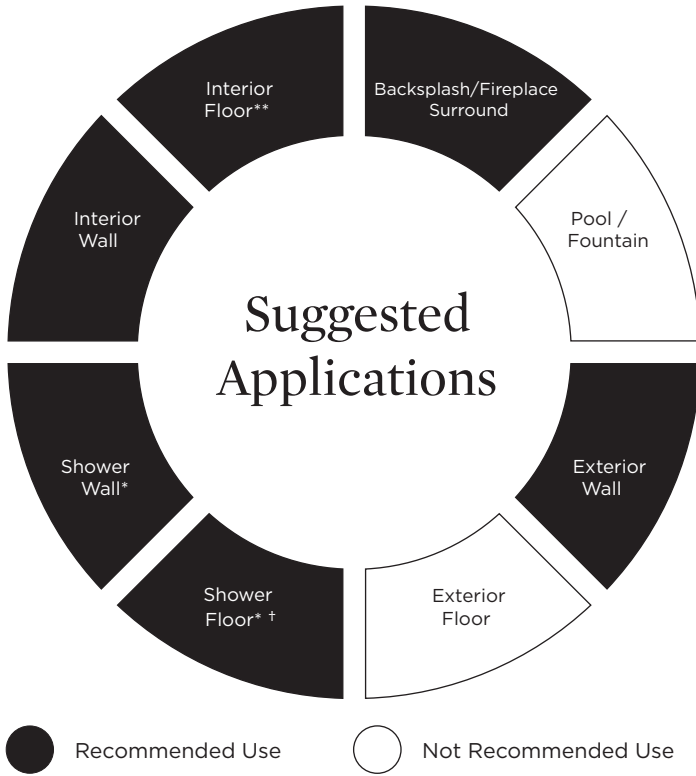 Interior
Floor**
Backsplash/Fireplace
Surround
Interior
Wall
Pool /
Fountain
Suggested
Applications
Shower
Wall*
Exterior
Wall
Shower
Floor* †
Exterior
Floor
Recommended Use
Not Recommended Use